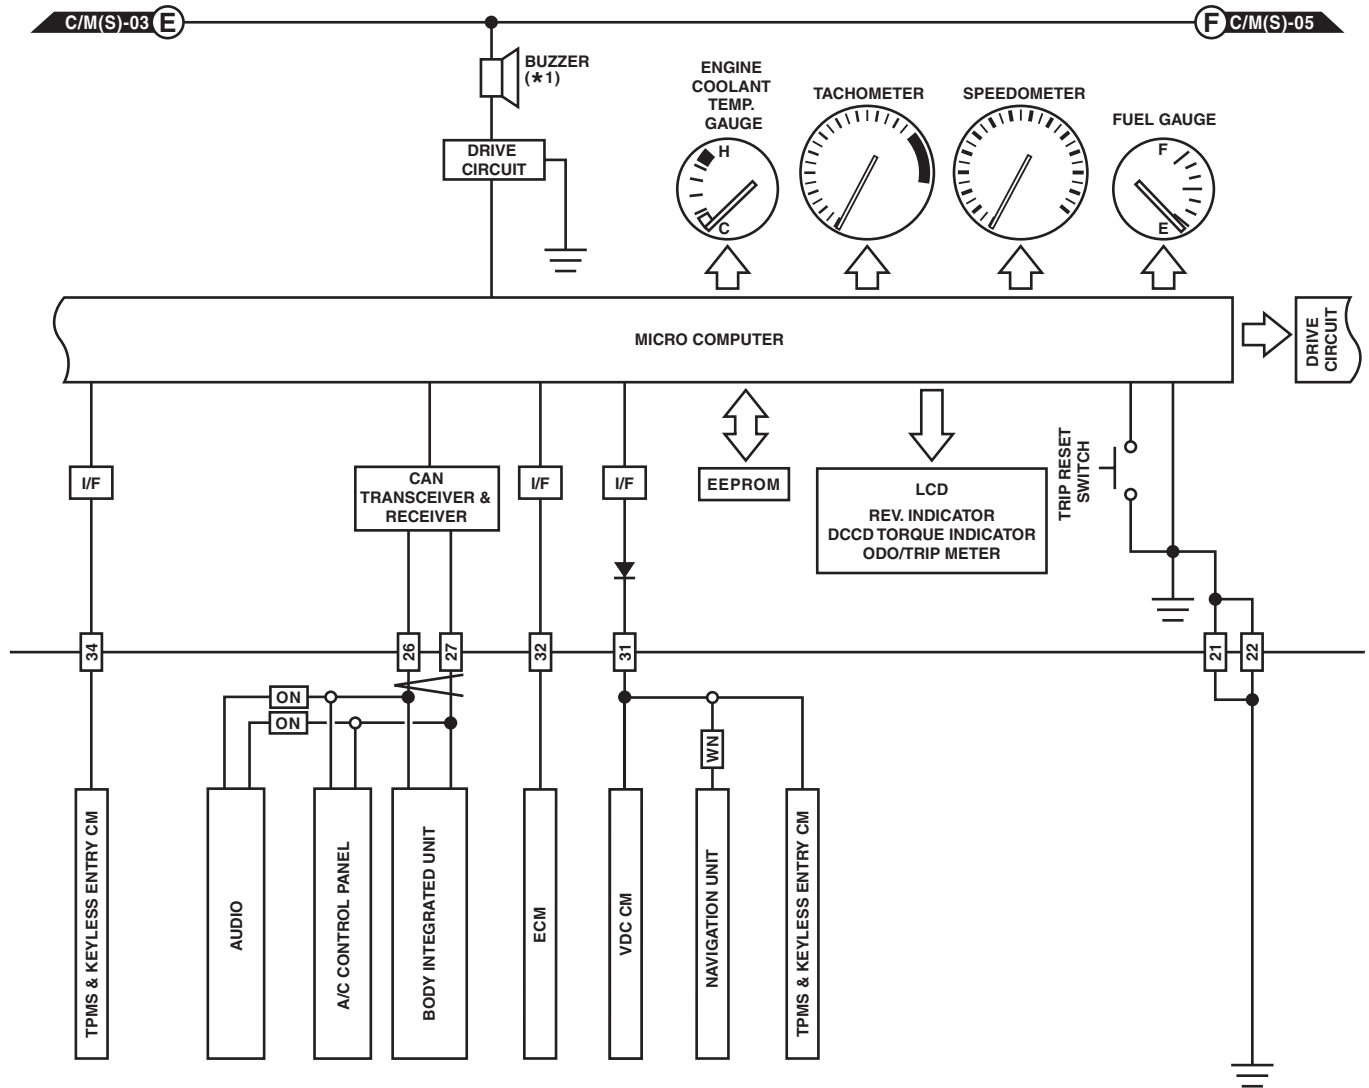 C/M(S)-03 E
F C/M(S)-05
BUZZER
(*1)
ENGINE
COOLANT
TEMP.
GAUGE
TACHOMETER
SPEEDOMETER
FUEL GAUGE
H
C
F
E
DRIVE
CIRCUIT
MICRO COMPUTER
DRIVE
CIRCUIT
I/F
CAN
TRANSCEIVER &
RECEIVER
I/F
I/F
EEPROM
LCD
REV. INDICATOR
DCCD TORQUE INDICATOR
ODO/TRIP METER
TRIP RESET
SWITCH
34
26
27
32
31
21
22
ON
ON
WN
TPMS & KEYLESS ENTRY CM
AUDIO
A/C CONTROL PANEL
BODY INTEGRATED UNIT
ECM
VDC CM
NAVIGATION UNIT
TPMS & KEYLESS ENTRY CM